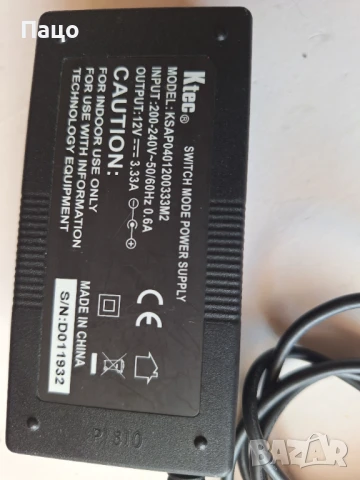 Пацо
Ktec®
SWITCH MODE POWER SUPPLY
MODEL:KSAP0401200333M2
INPUT:200-240V~50/60Hz 0.6A
OUTPUT:12V⎓3.33A
CAUTION:
FOR INDOOR USE ONLY
FOR USE WITH INFORMATION
TECHNOLOGY EQUIPMENT
CE
MADE IN CHINA
S/N:D011932
BAZAR